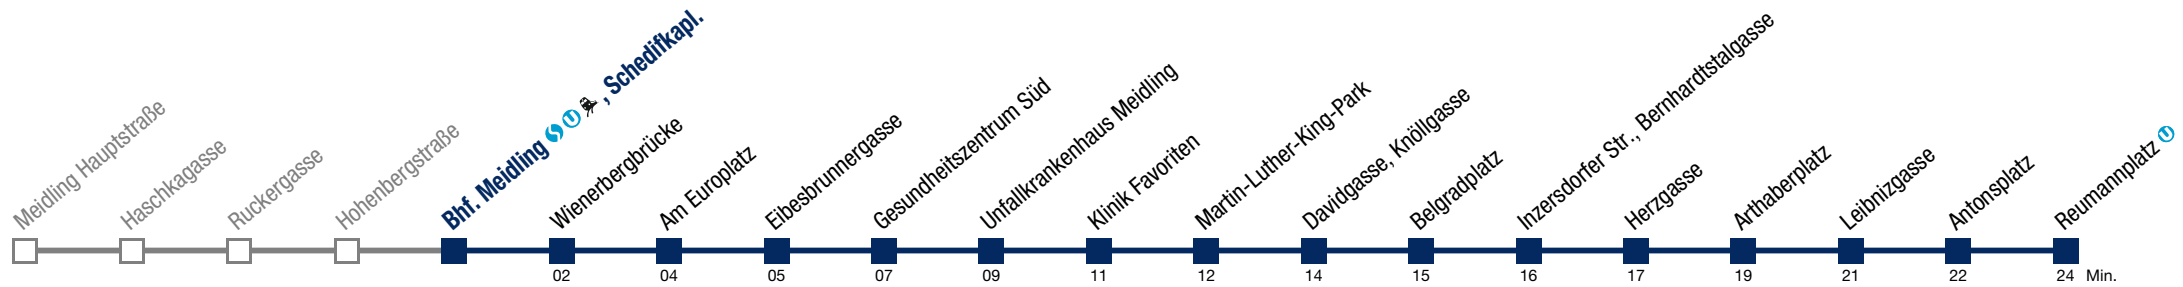 Meidling Hauptstraße
Haschkagasse
Ruckergasse
Hohenbergstraße
Bhf. Meidling , Schedifkapl.
Wienerbergbrücke
Am Europlatz
Eibesbrunnergasse
Gesundheitszentrum Süd
Unfallkrankenhaus Meidling
Klinik Favoriten
Martin-Luther-King-Park
Davidgasse, Knöllgasse
Belgradplatz
Inzersdorfer Str., Bernhardtstalgasse
Herzgasse
Arthaberplatz
Leibnizgasse
Antonsplatz
Reumannplatz U
02 04 05 07 09 11 12 14 15 16 17 19 21 22 24 Min.